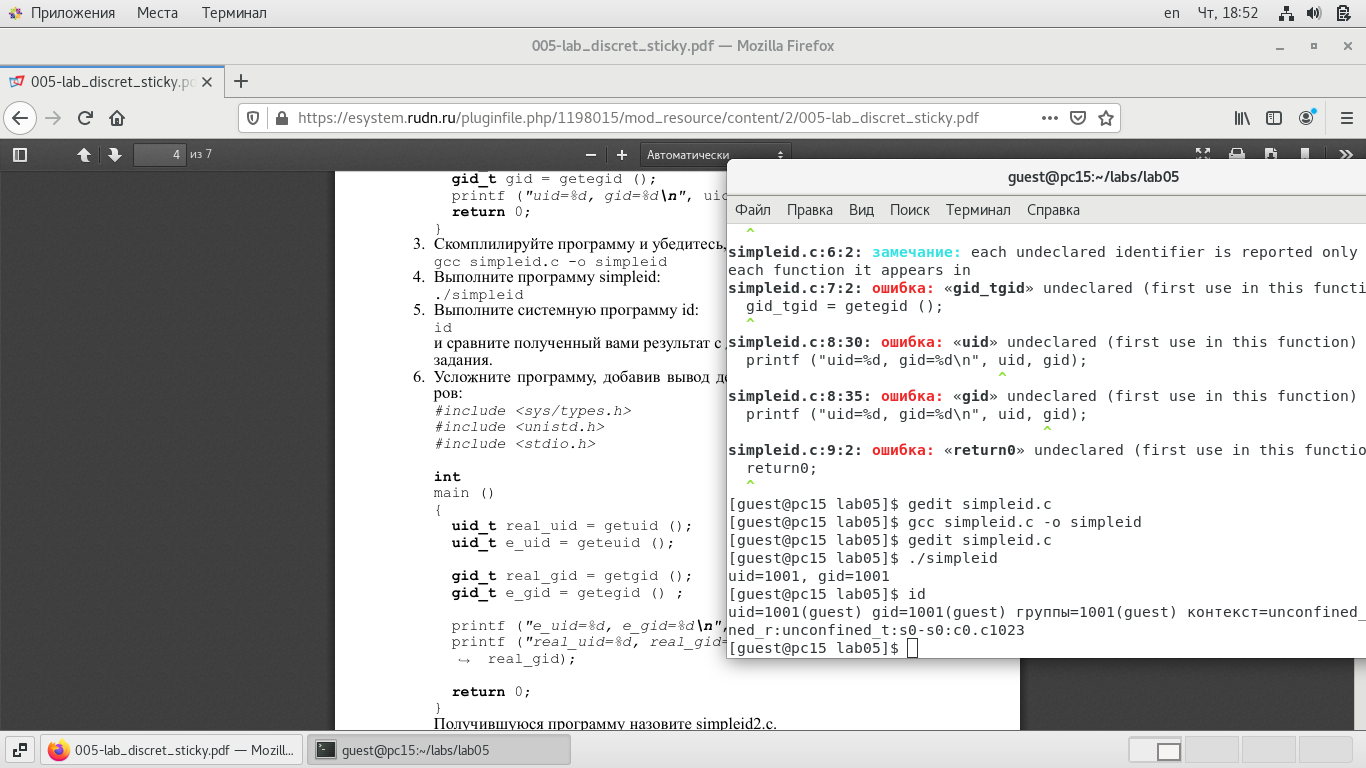 Приложения Места Терминал en Чт, 18:52
005-lab_discret_sticky.pdf — Mozilla Firefox
005-lab_discret_sticky.pd
https://esystem.rudn.ru/pluginfile.php/1198015/mod_resource/content/2/005-lab_discret_sticky.pdf
4 из 7 Автоматически
gid_t gid = getegid ();
printf ("uid=%d, gid=%d\n", uid
return 0;
}
3. Скомплилируйте программу и убедитесь,
gcc simpleid.c -o simpleid
4. Выполните программу simpleid:
./simpleid
5. Выполните системную программу id:
id
и сравните полученный вами результат с
задания.
6. Усложните программу, добавив вывод де
ров:
#include <sys/types.h>
#include <unistd.h>
#include <stdio.h>
int
main ()
{
uid_t real_uid = getuid ();
uid_t e_uid = geteuid ();
gid_t real_gid = getgid ();
gid_t e_gid = getegid () ;
printf ("e_uid=%d, e_gid=%d\n",
printf ("real_uid=%d, real_gid=
↪ real_gid);
return 0;
}
Получившуюся программу назовите simpleid2.c.
guest@pc15:~/labs/lab05
Файл Правка Вид Поиск Терминал Справка
^
simpleid.c:6:2: замечание: each undeclared identifier is reported only
each function it appears in
simpleid.c:7:2: ошибка: «gid_tgid» undeclared (first use in this functi
gid_tgid = getegid ();
^
simpleid.c:8:30: ошибка: «uid» undeclared (first use in this function)
printf ("uid=%d, gid=%d\n", uid, gid);
^
simpleid.c:8:35: ошибка: «gid» undeclared (first use in this function)
printf ("uid=%d, gid=%d\n", uid, gid);
^
simpleid.c:9:2: ошибка: «return0» undeclared (first use in this functio
return0;
^
[guest@pc15 lab05]$ gedit simpleid.c
[guest@pc15 lab05]$ gcc simpleid.c -o simpleid
[guest@pc15 lab05]$ gedit simpleid.c
[guest@pc15 lab05]$ ./simpleid
uid=1001, gid=1001
[guest@pc15 lab05]$ id
uid=1001(guest) gid=1001(guest) группы=1001(guest) контекст=unconfined_
ned_r:unconfined_t:s0-s0:c0.c1023
[guest@pc15 lab05]$
005-lab_discret_sticky.pdf — Mozill... guest@pc15:~/labs/lab05